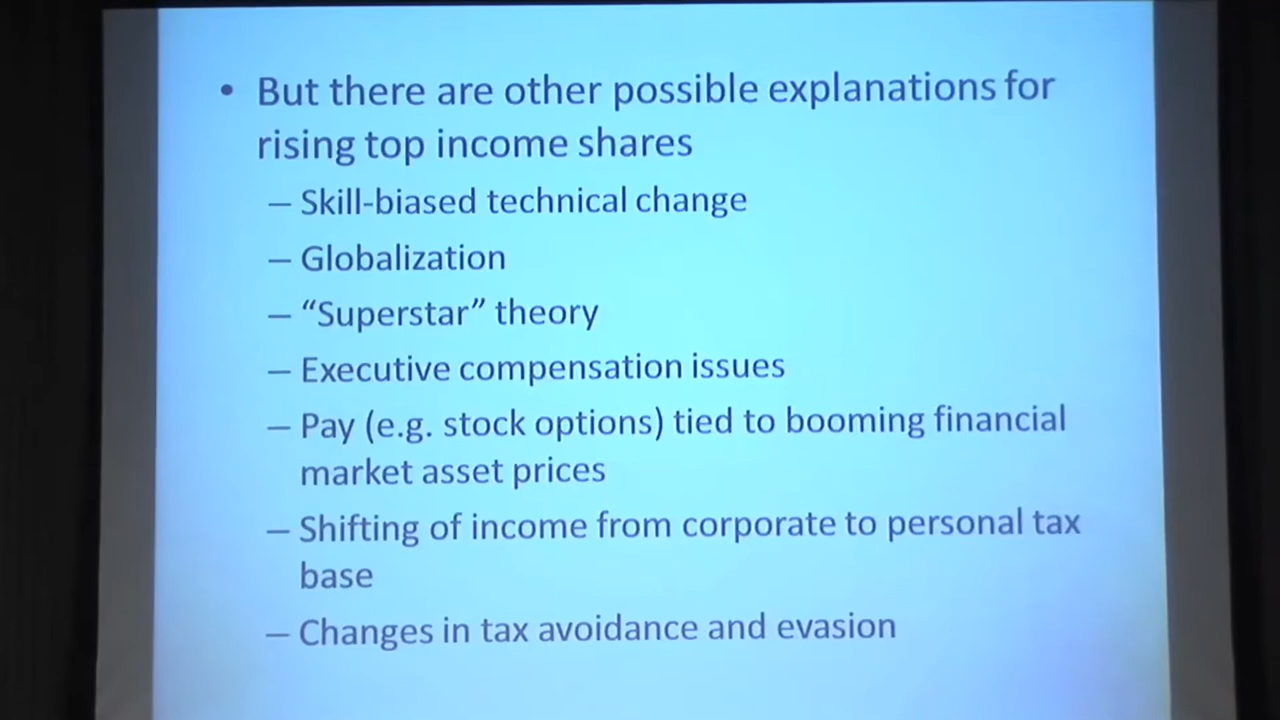 • But there are other possible explanations for
rising top income shares
– Skill-biased technical change
– Globalization
– “Superstar” theory
– Executive compensation issues
– Pay (e.g. stock options) tied to booming financial
market asset prices
– Shifting of income from corporate to personal tax
base
– Changes in tax avoidance and evasion